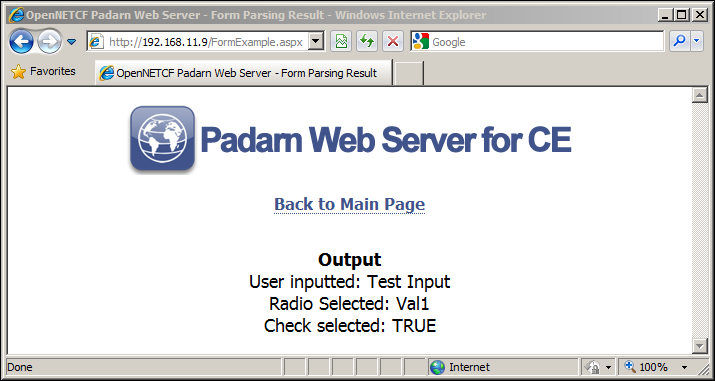 OpenNETCF Padarn Web Server - Form Parsing Result - Windows Internet Explorer
http://192.168.11.9/FormExample.aspx
Google
Favorites
OpenNETCF Padarn Web Server - Form Parsing Result
Padarn Web Server for CE
Back to Main Page
Output
User inputted: Test Input
Radio Selected: Val1
Check selected: TRUE
Done
Internet
100%